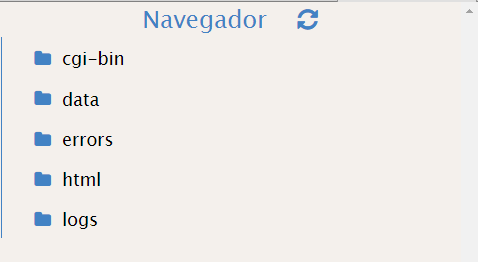 Navegador
cgi-bin
data
errors
html
logs